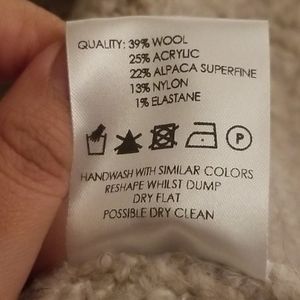 QUALITY: 39% WOOL
25% ACRYLIC
22% ALPACA SUPERFINE
13% NYLON
1% ELASTANE
P
HANDWASH WITH SIMILAR COLORS
RESHAPE WHILST DUMP
DRY FLAT
POSSIBLE DRY CLEAN